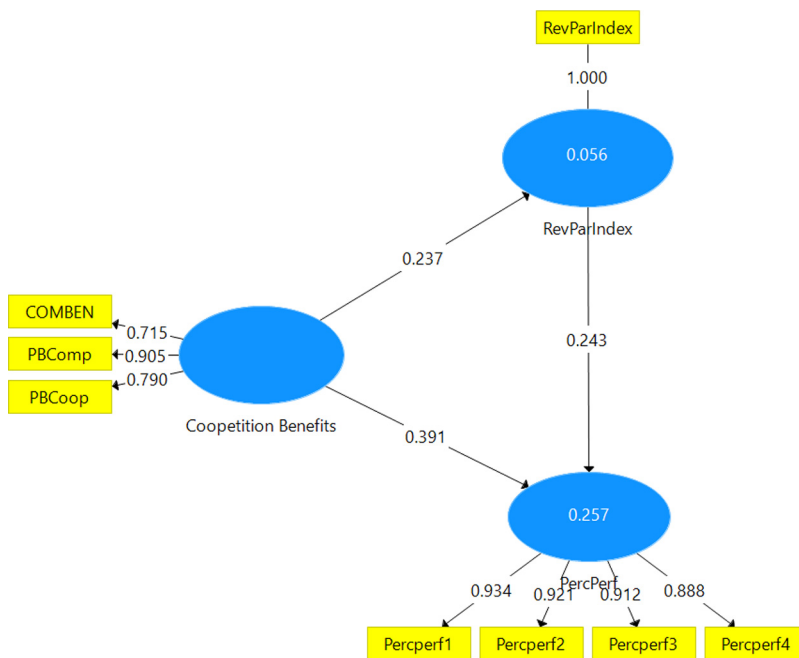 RevParIndex
1.000
0.056
RevParIndex
0.237
COMBEN
0.715
PBComp
0.905
0.790
PBCoop
Coopetition Benefits
0.243
0.391
0.257
PercPerf
0.934
0.921
0.912
0.888
Percperf1
Percperf2
Percperf3
Percperf4